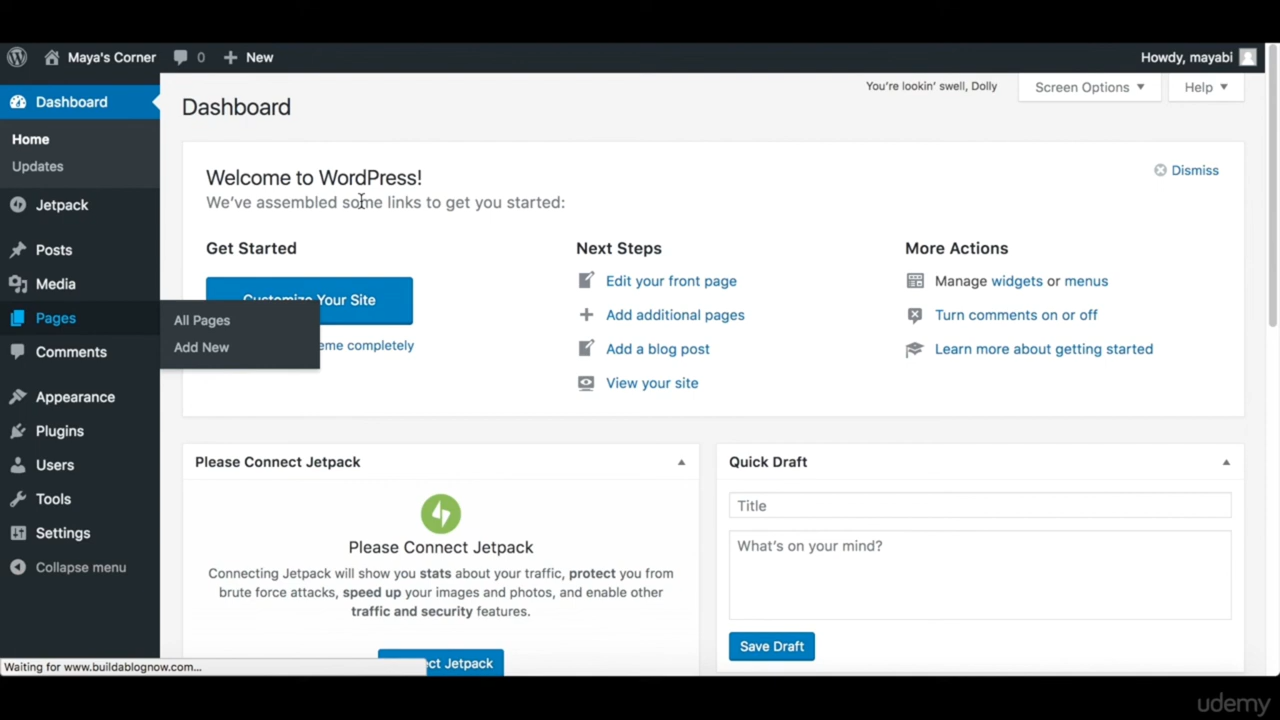 Maya's Corner 0 New Howdy, mayabi
Dashboard
Home
Updates
Jetpack
Posts
Media
Pages
All Pages
Add New
Comments
Appearance
Plugins
Users
Tools
Settings
Collapse menu
You're lookin' swell, Dolly
Screen Options
Help
Dashboard
Welcome to WordPress!
We've assembled some links to get you started:
Dismiss
Get Started
Customize Your Site
completely
Next Steps
Edit your front page
Add additional pages
Add a blog post
View your site
More Actions
Manage widgets or menus
Turn comments on or off
Learn more about getting started
Please Connect Jetpack
Please Connect Jetpack
Connecting Jetpack will show you stats about your traffic, protect you from
brute force attacks, speed up your images and photos, and enable other
traffic and security features.
Jetpack
Quick Draft
Title
What's on your mind?
Save Draft
Waiting for www.buildablognow.com...
udemy